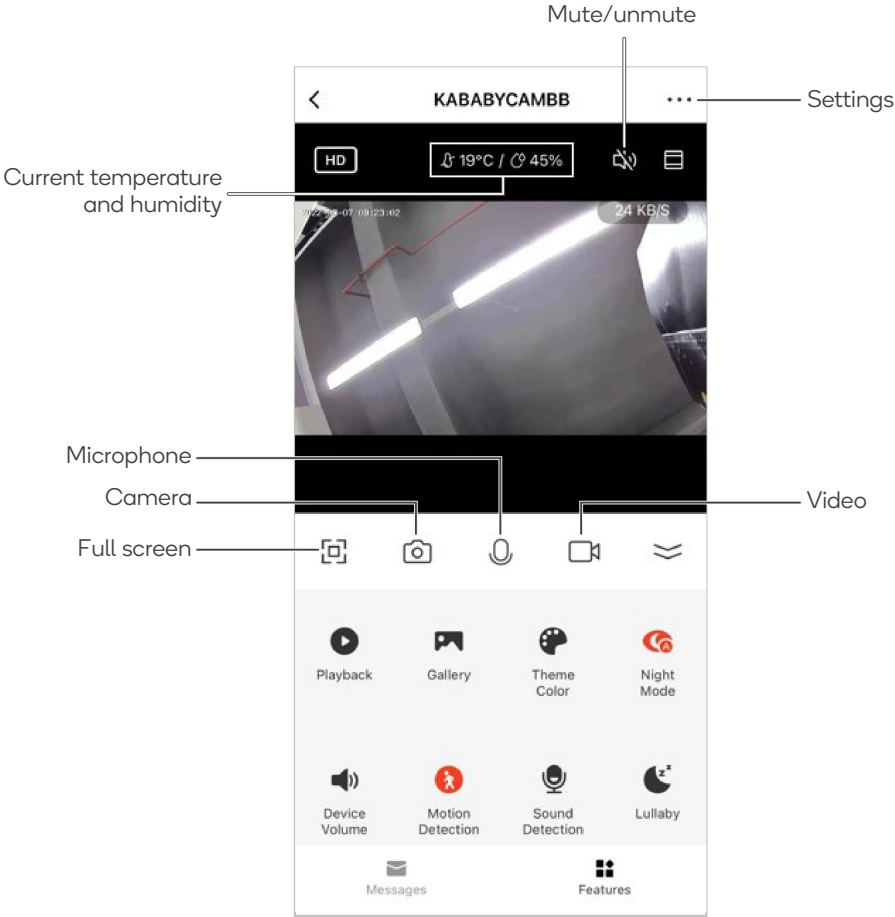 Mute/unmute
KABABYCAMBB
Settings
HD
19°C / 45%
Current temperature
and humidity
24 KB/S
Microphone
Camera
Video
Full screen
Playback
Gallery
Theme
Color
Night
Mode
A
Device
Volume
Motion
Detection
Sound
Detection
Lullaby
Messages
Features